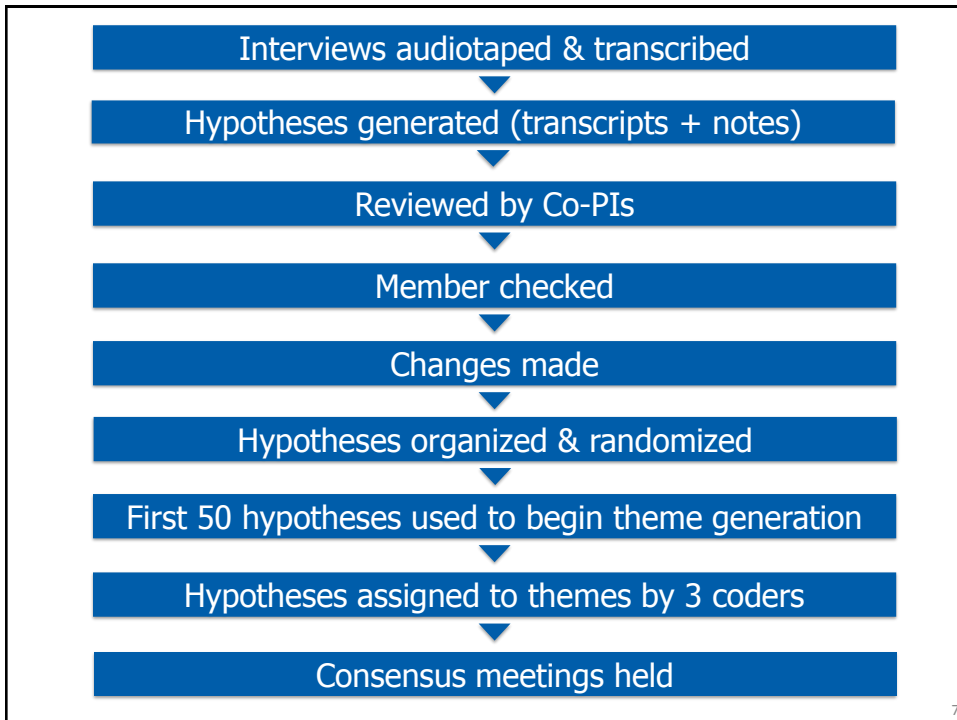 Interviews audiotaped & transcribed
Hypotheses generated (transcripts + notes)
Reviewed by Co-PIs
Member checked
Changes made
Hypotheses organized & randomized
First 50 hypotheses used to begin theme generation
Hypotheses assigned to themes by 3 coders
Consensus meetings held
7